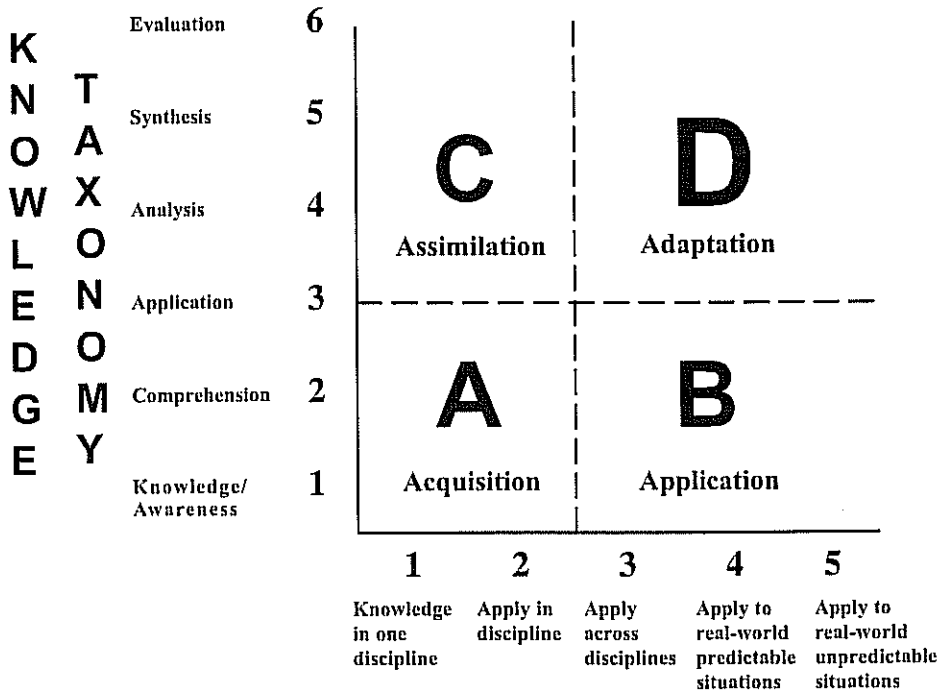 KNOWLEDGE
TAXONOMY
Evaluation 6
Synthesis 5
Analysis 4
Application 3
Comprehension 2
Knowledge/
Awareness 1
C
Assimilation
D
Adaptation
A
Acquisition
B
Application
1 2 3 4 5
Knowledge
in one
discipline
Apply in
discipline
Apply
across
disciplines
Apply to
real-world
predictable
situations
Apply to
real-world
unpredictable
situations